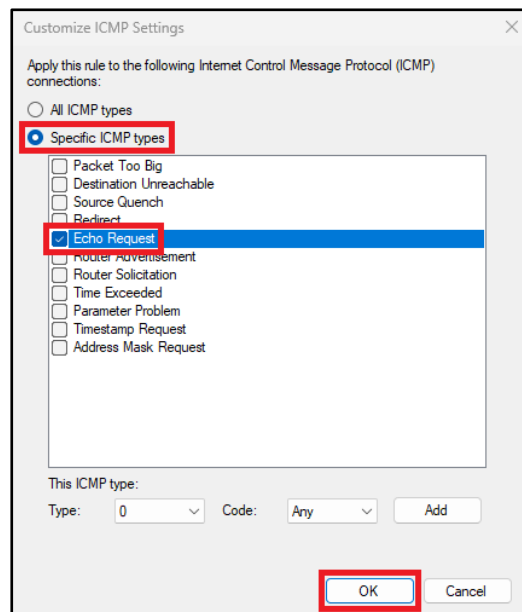 Customize ICMP Settings
Apply this rule to the following Internet Control Message Protocol (ICMP)
connections:
All ICMP types
Specific ICMP types
Packet Too Big
Destination Unreachable
Source Quench
Redirect
Echo Request
Router Advertisement
Router Solicitation
Time Exceeded
Parameter Problem
Timestamp Request
Address Mask Request
This ICMP type:
Type: 0 Code: Any Add
OK Cancel